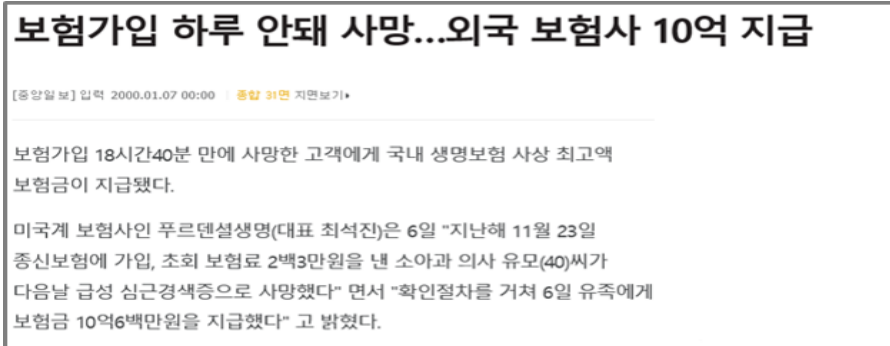 보험가입 하루 안돼 사망...외국 보험사 10억 지급
[중앙일보] 입력 2000.01.07 00:00 종합 31면 지면보기▸
보험가입 18시간40분 만에 사망한 고객에게 국내 생명보험 사상 최고액
보험금이 지급됐다.
미국계 보험사인 푸르덴셜생명(대표 최석진)은 6일 "지난해 11월 23일
종신보험에 가입, 초회 보험료 2백3만원을 낸 소아과 의사 유모(40)씨가
다음날 급성 심근경색증으로 사망했다" 면서 "확인절차를 거쳐 6일 유족에게
보험금 10억6백만원을 지급했다" 고 밝혔다.